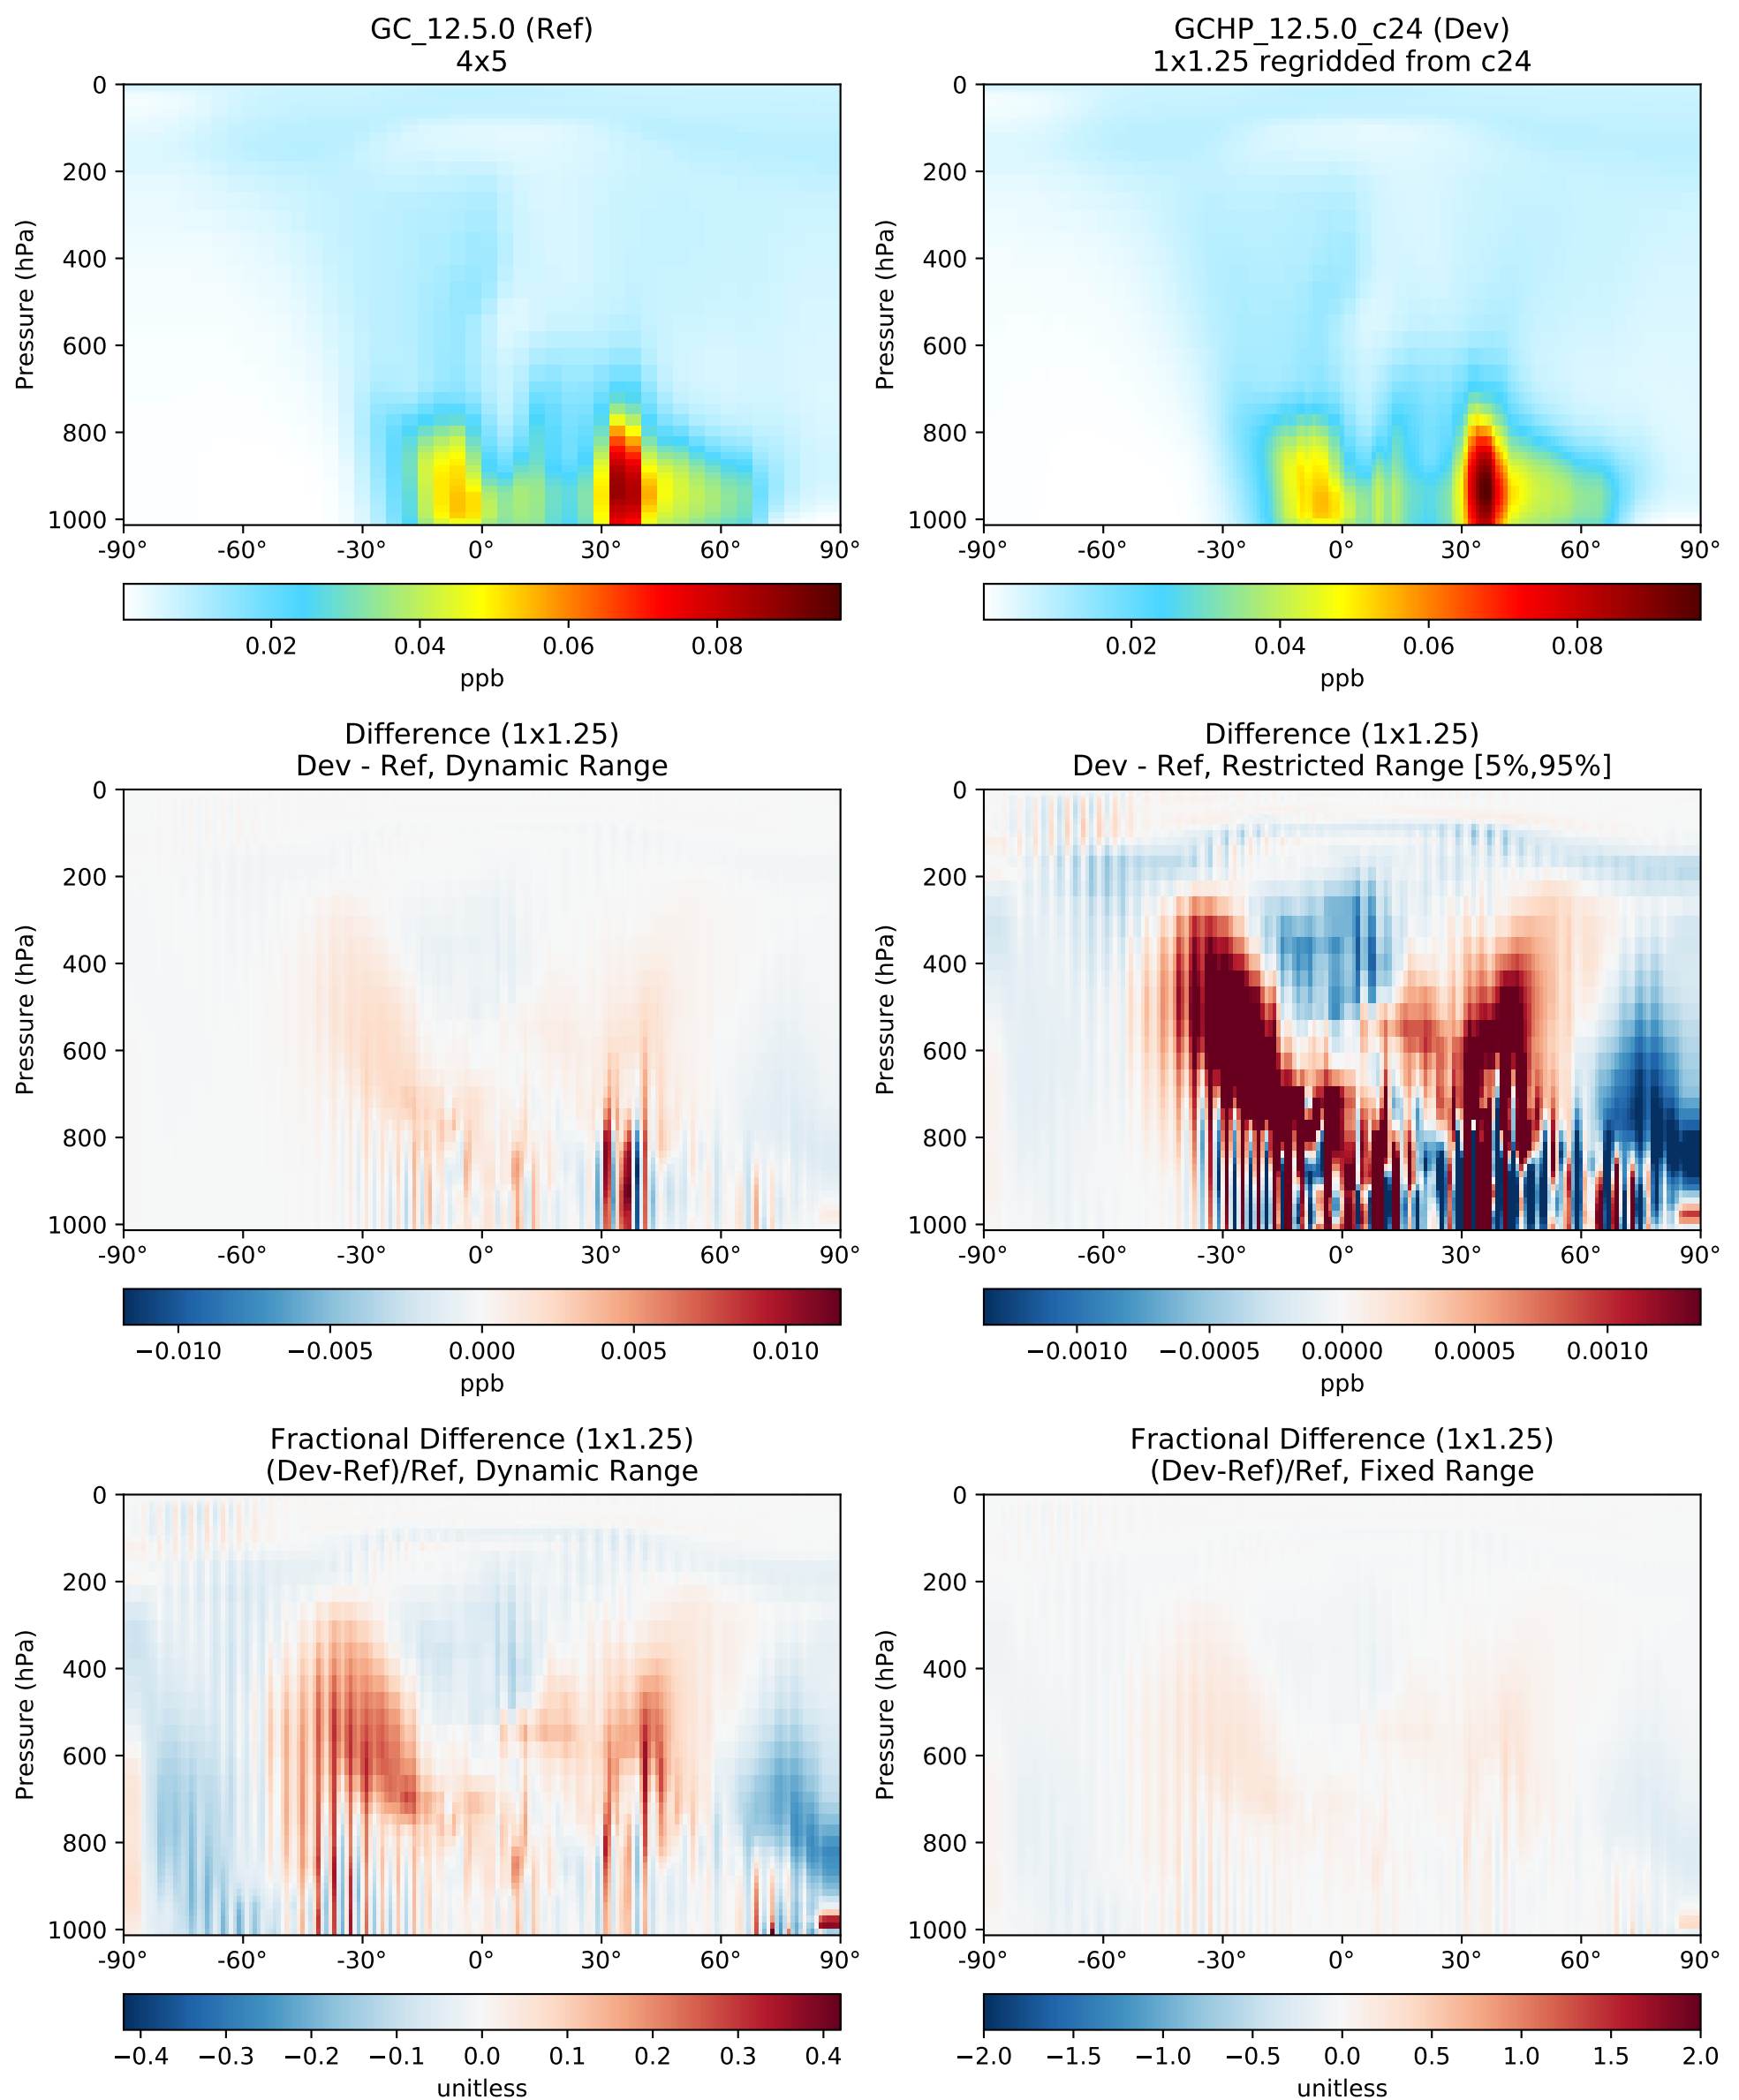 GC_12.5.0 (Ref)
4x5
0
200
400
600
800
1000
Pressure (hPa)
-90° -60° -30° 0° 30° 60° 90°
0.02 0.04 0.06 0.08
ppb
GCHP_12.5.0_c24 (Dev)
1x1.25 regridded from c24
0
200
400
600
800
1000
Pressure (hPa)
-90° -60° -30° 0° 30° 60° 90°
0.02 0.04 0.06 0.08
ppb
Difference (1x1.25)
Dev - Ref, Dynamic Range
0
200
400
600
800
1000
Pressure (hPa)
-90° -60° -30° 0° 30° 60° 90°
−0.010 −0.005 0.000 0.005 0.010
ppb
Difference (1x1.25)
Dev - Ref, Restricted Range [5%,95%]
0
200
400
600
800
1000
Pressure (hPa)
-90° -60° -30° 0° 30° 60° 90°
−0.0010 −0.0005 0.0000 0.0005 0.0010
ppb
Fractional Difference (1x1.25)
(Dev-Ref)/Ref, Dynamic Range
0
200
400
600
800
1000
Pressure (hPa)
-90° -60° -30° 0° 30° 60° 90°
−0.4 −0.3 −0.2 −0.1 0.0 0.1 0.2 0.3 0.4
unitless
Fractional Difference (1x1.25)
(Dev-Ref)/Ref, Fixed Range
0
200
400
600
800
1000
Pressure (hPa)
-90° -60° -30° 0° 30° 60° 90°
−2.0 −1.5 −1.0 −0.5 0.0 0.5 1.0 1.5 2.0
unitless